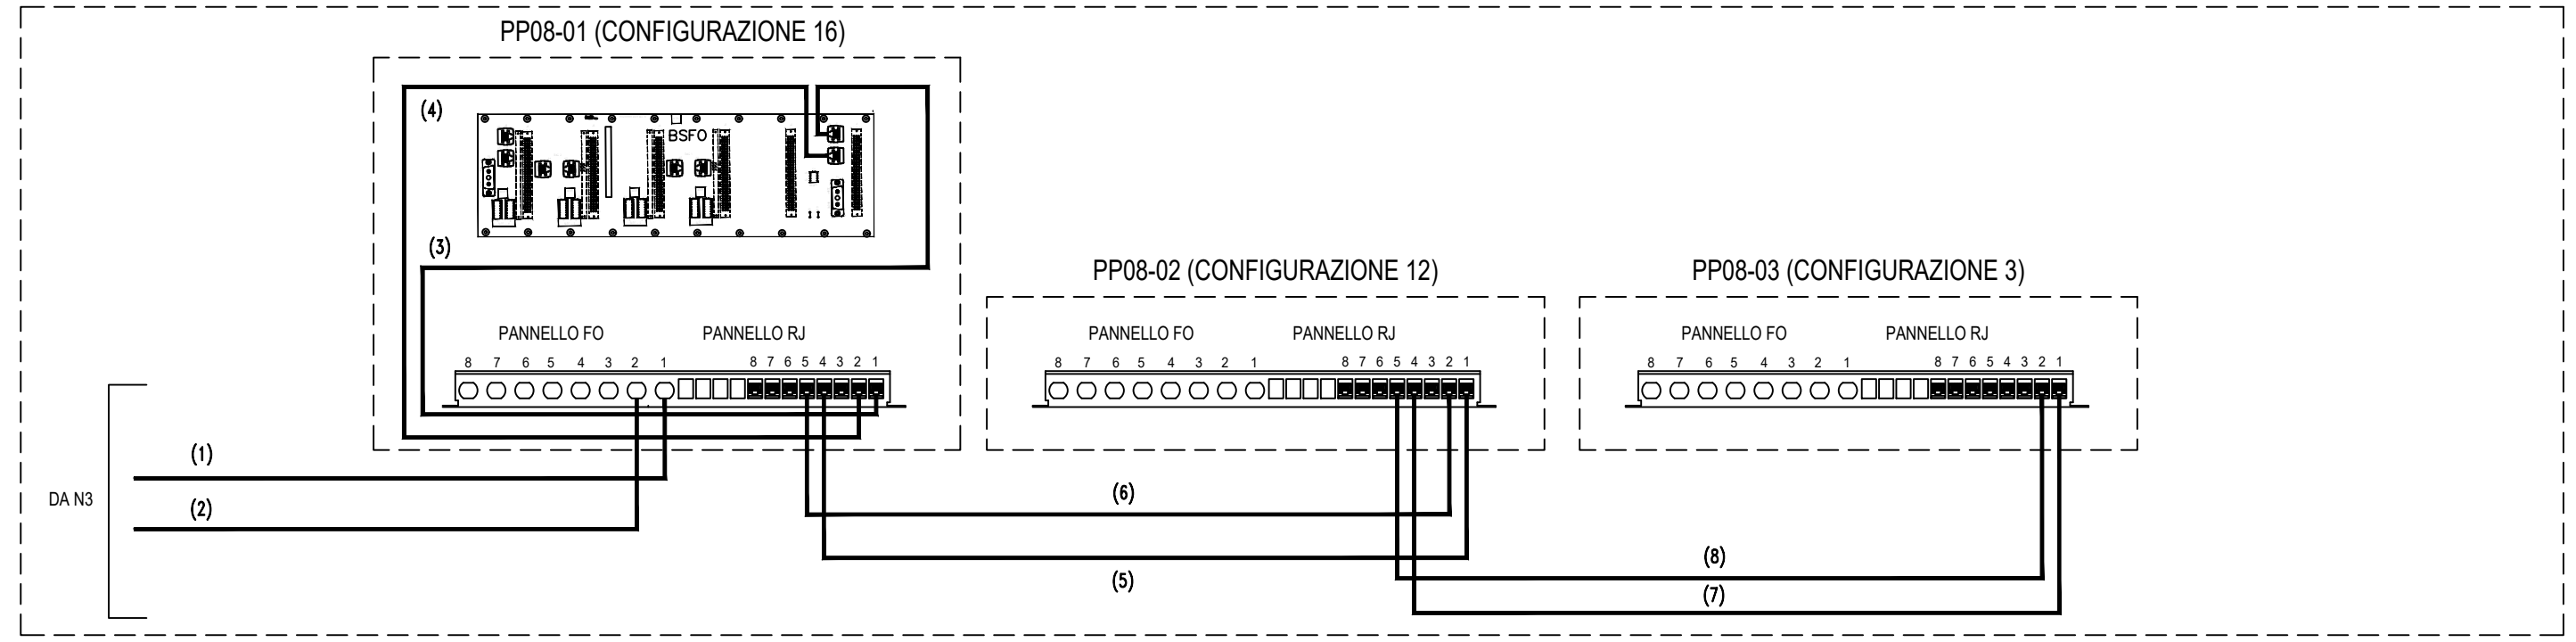 PP08-01 (CONFIGURAZIONE 16)
(4)
BSFO
(3)
PANNELLO FO PANNELLO RJ
8 7 6 5 4 3 2 1 8 7 6 5 4 3 2 1
PP08-02 (CONFIGURAZIONE 12)
PANNELLO FO PANNELLO RJ
8 7 6 5 4 3 2 1 8 7 6 5 4 3 2 1
PP08-03 (CONFIGURAZIONE 3)
PANNELLO FO PANNELLO RJ
8 7 6 5 4 3 2 1 8 7 6 5 4 3 2 1
DA N3
(1)
(2)
(6)
(5)
(8)
(7)